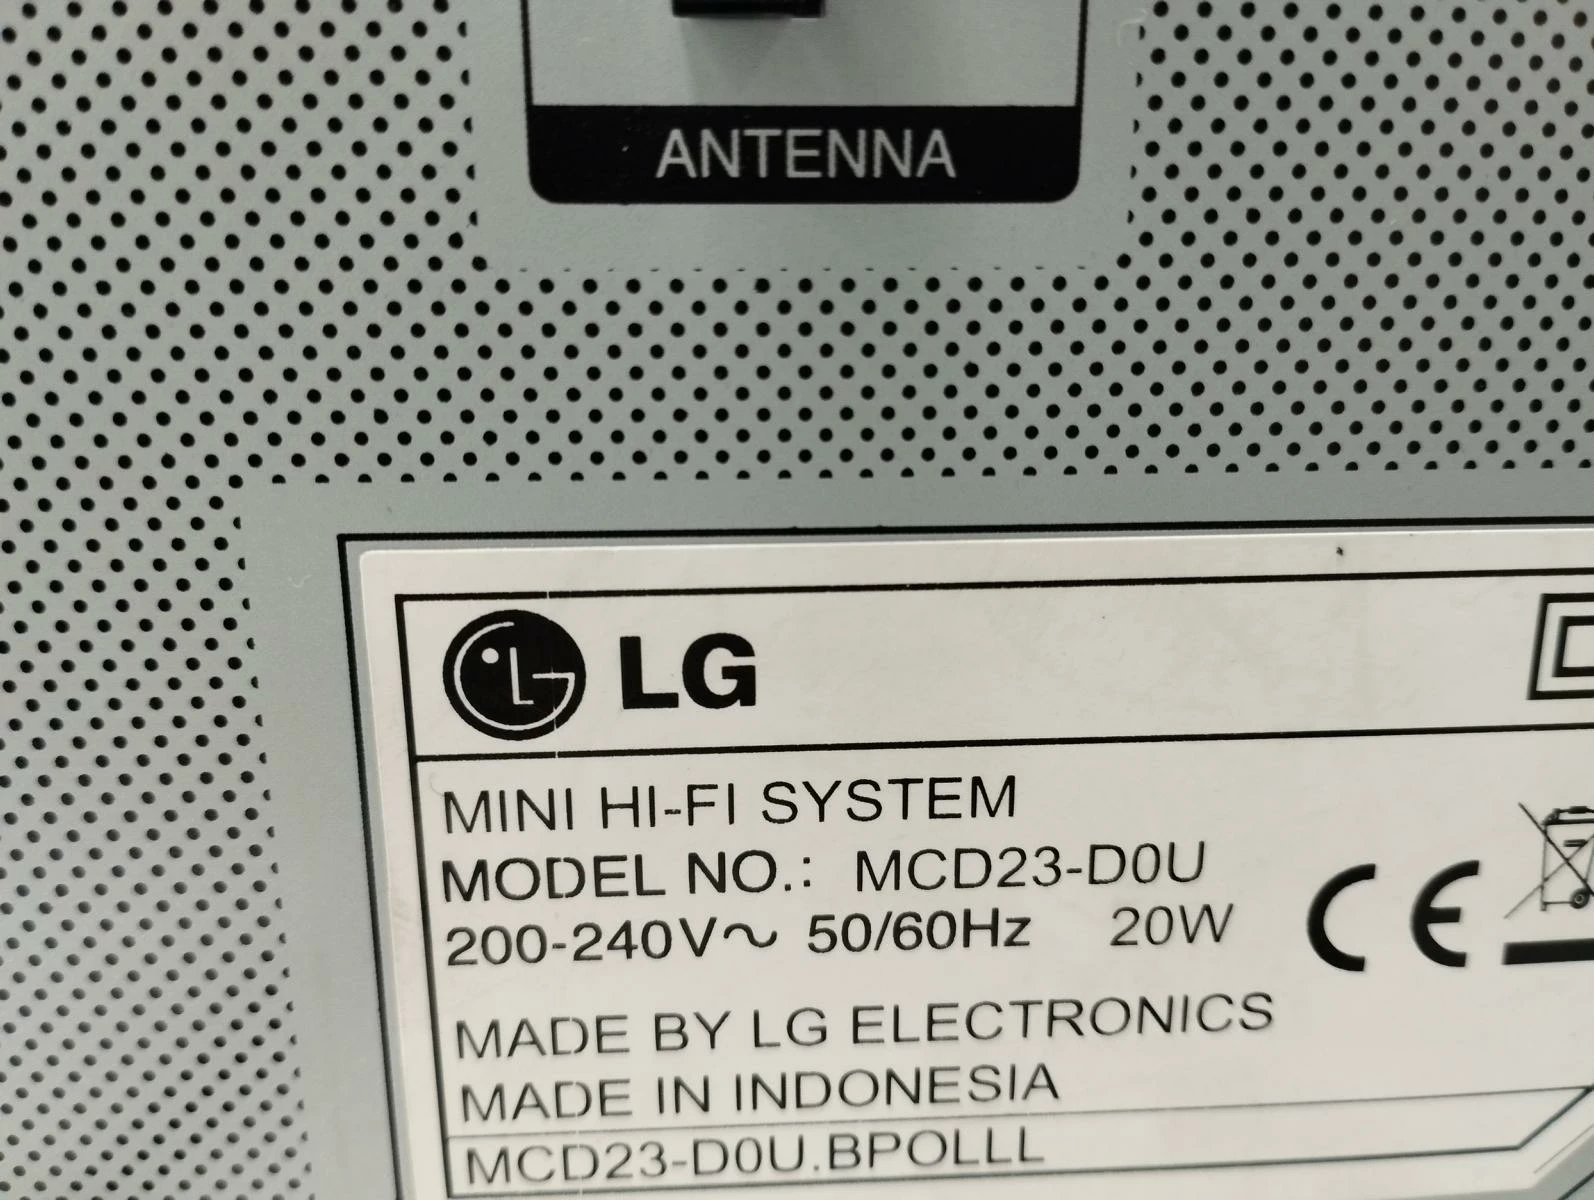 ANTENNA
LG
MINI HI-FI SYSTEM
MODEL NO.: MCD23-D0U
200-240V~ 50/60Hz 20W
CE
MADE BY LG ELECTRONICS
MADE IN INDONESIA
MCD23-D0U.BPOLLL